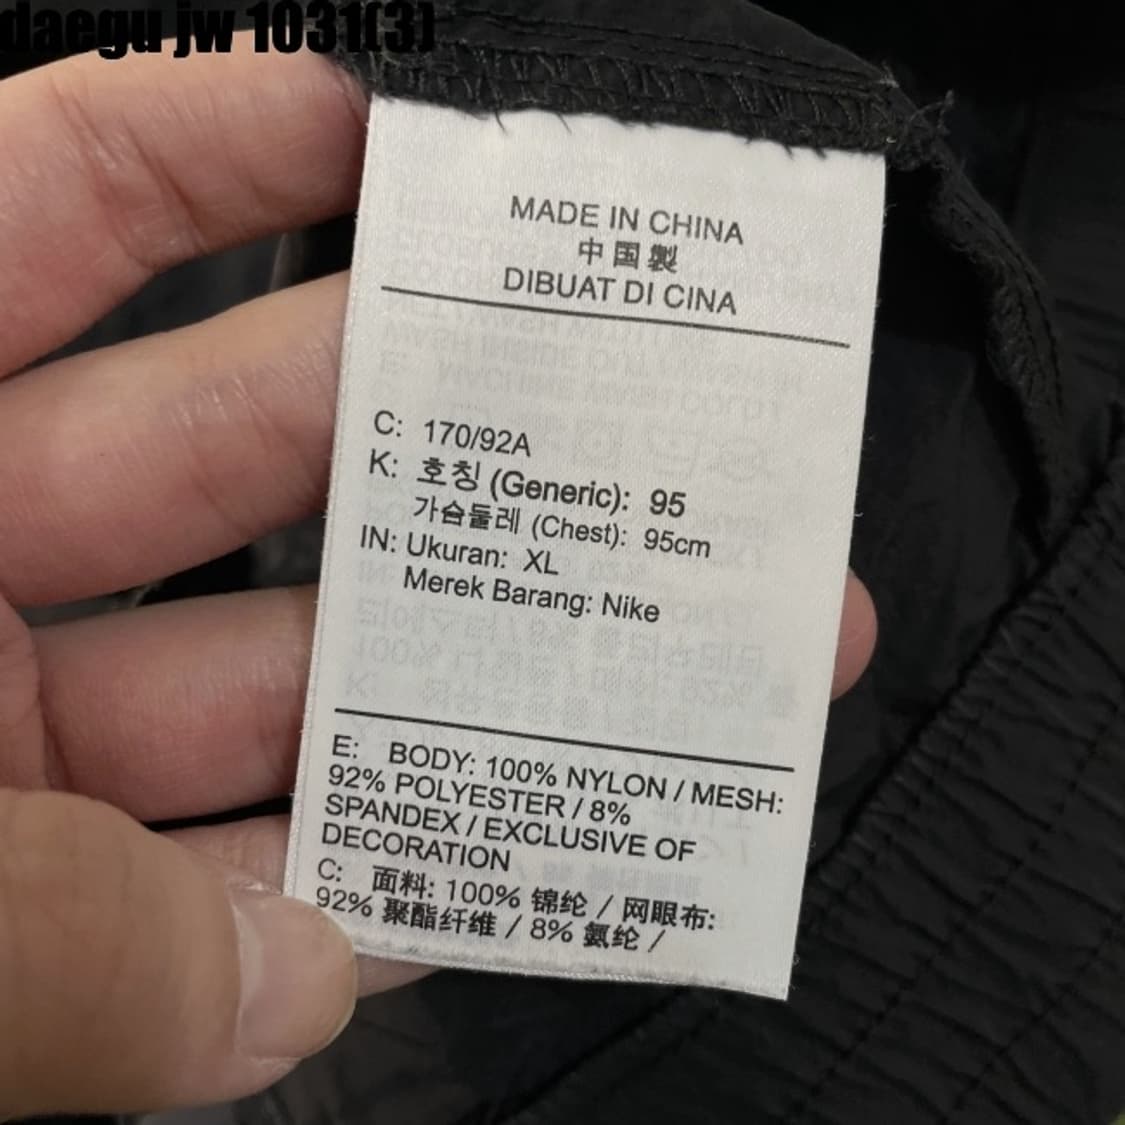 daegu jw 1031(3)
MADE IN CHINA
中国製
DIBUAT DI CINA
C: 170/92A
K: 호칭 (Generic): 95
가슴둘레 (Chest): 95cm
IN: Ukuran: XL
Merek Barang: Nike
E: BODY: 100% NYLON / MESH:
92% POLYESTER / 8%
SPANDEX / EXCLUSIVE OF
DECORATION
C: 面料: 100% 锦纶 / 网眼布:
92% 聚酯纤维 / 8% 氨纶 /